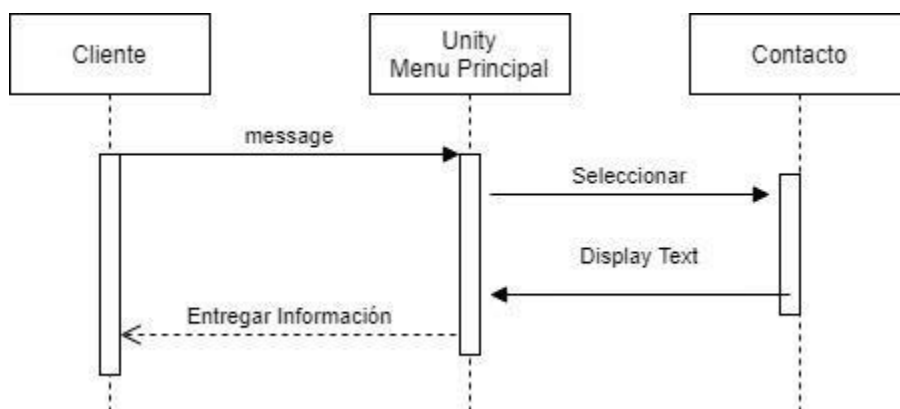 Cliente
Unity
Menu Principal
Contacto
message
Seleccionar
Display Text
Entregar Información